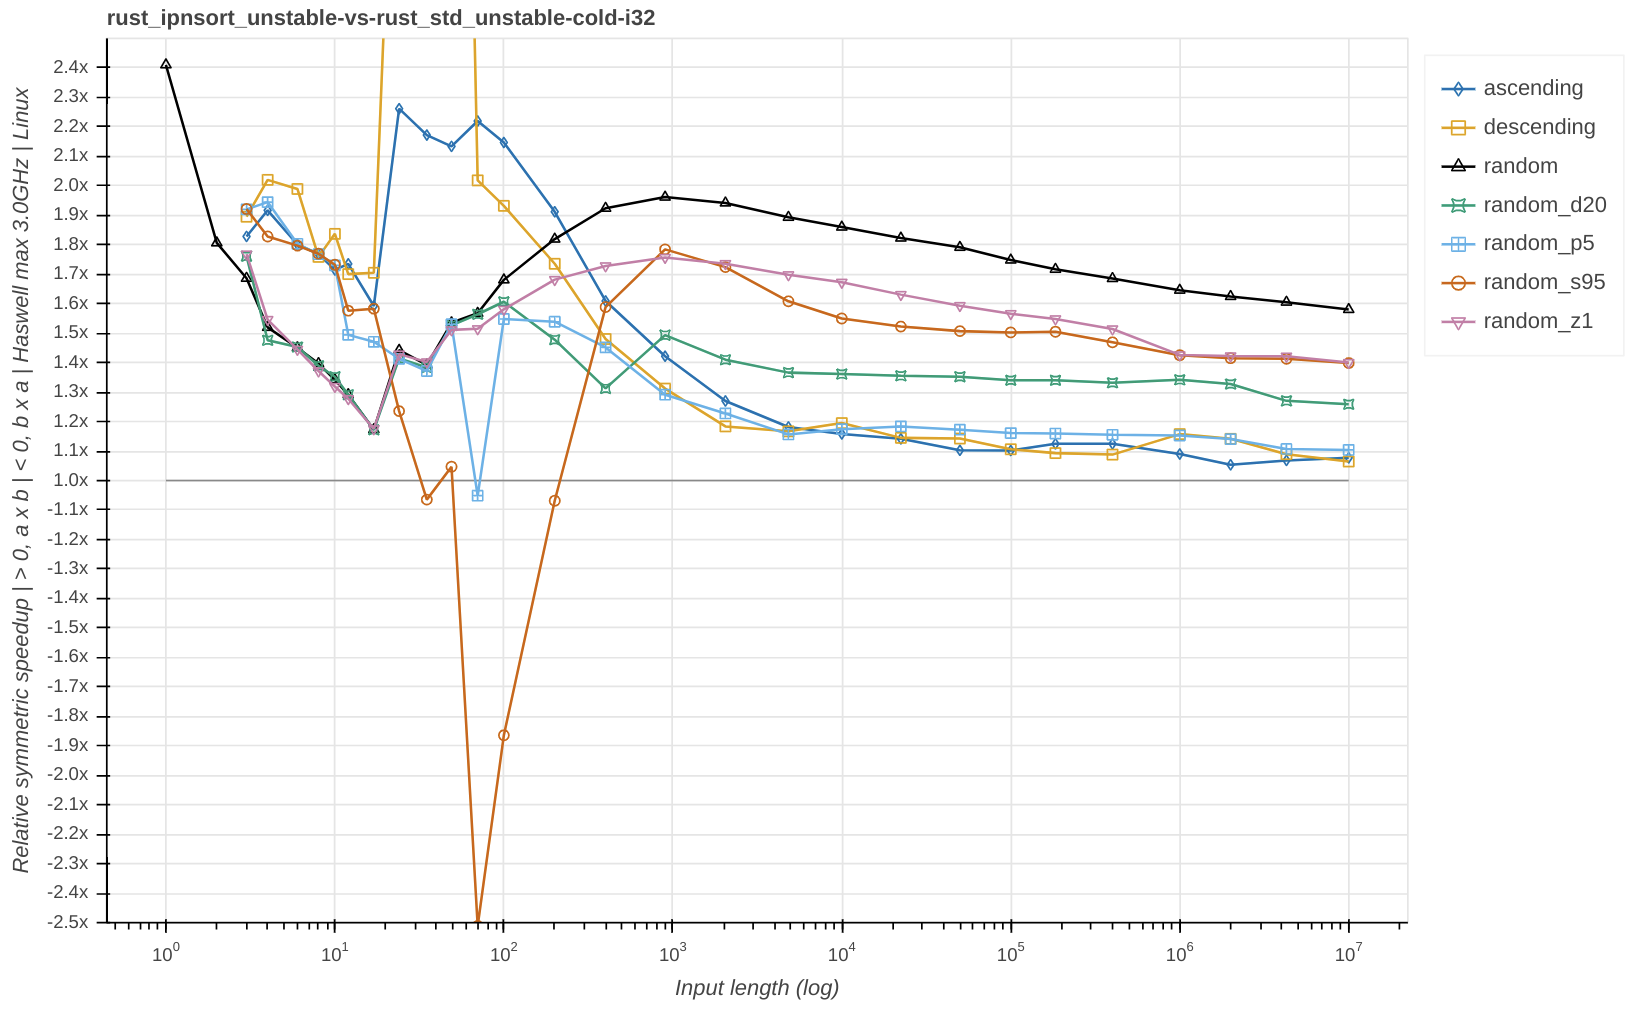 rust_ipnsort_unstable-vs-rust_std_unstable-cold-i32
Relative symmetric speedup | > 0, a x b | < 0, b x a | Haswell max 3.0GHz | Linux
2.4x
2.3x
2.2x
2.1x
2.0x
1.9x
1.8x
1.7x
1.6x
1.5x
1.4x
1.3x
1.2x
1.1x
1.0x
-1.1x
-1.2x
-1.3x
-1.4x
-1.5x
-1.6x
-1.7x
-1.8x
-1.9x
-2.0x
-2.1x
-2.2x
-2.3x
-2.4x
-2.5x
10⁰ 10¹ 10² 10³ 10⁴ 10⁵ 10⁶ 10⁷
Input length (log)
ascending
descending
random
random_d20
random_p5
random_s95
random_z1